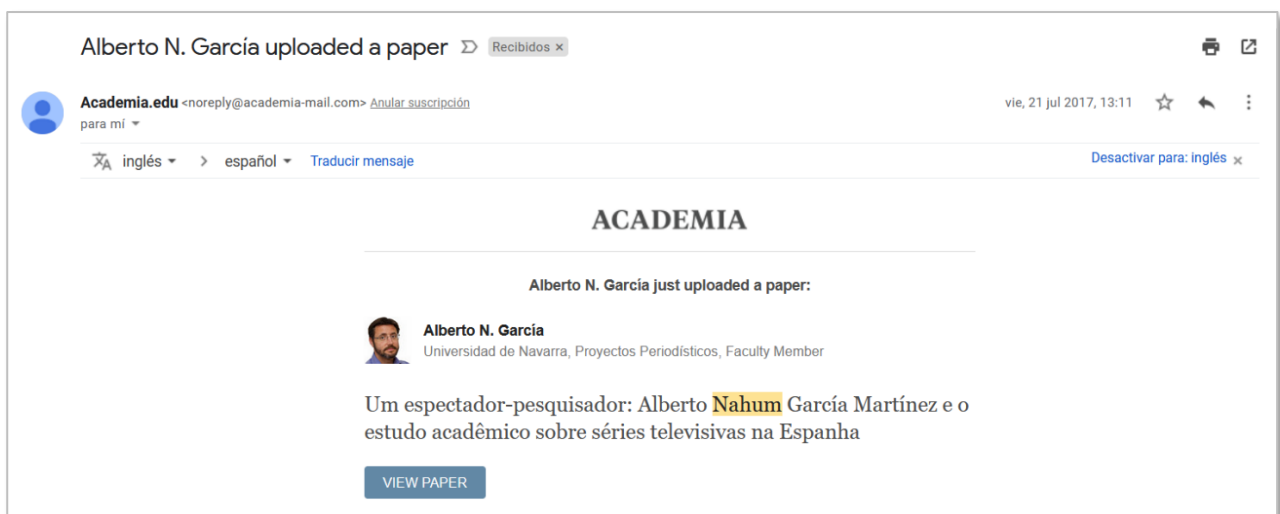 Alberto N. García uploaded a paper Recibidos ×
Academia.edu <noreply@academia-mail.com> Anular suscripción vie, 21 jul 2017, 13:11
para mí
inglés > español Traducir mensaje Desactivar para: inglés ×
ACADEMIA
Alberto N. García just uploaded a paper:
Alberto N. García
Universidad de Navarra, Proyectos Periodísticos, Faculty Member
Um espectador-pesquisador: Alberto Nahum García Martínez e o
estudo acadêmico sobre séries televisivas na Espanha
VIEW PAPER